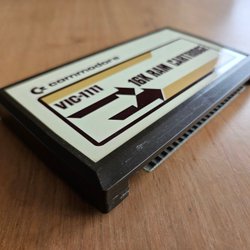 commodore
VIC-1111
16K RAM CARTRIDGE